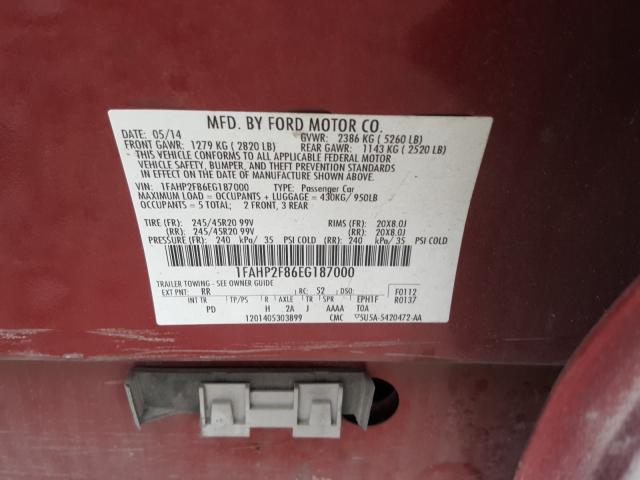 MFD. BY FORD MOTOR CO.
DATE: 05/14 GVWR: 2386 KG ( 5260 LB)
FRONT GAWR: 1279 KG ( 2820 LB) REAR GAWR: 1143 KG ( 2520 LB)
THIS VEHICLE CONFORMS TO ALL APPLICABLE FEDERAL MOTOR
VEHICLE SAFETY, BUMPER, AND THEFT PREVENTION STANDARDS
IN EFFECT ON THE DATE OF MANUFACTURE SHOWN ABOVE.
VIN: 1FAHP2F86EG187000 TYPE: Passenger Car
MAXIMUM LOAD = OCCUPANTS + LUGGAGE = 430KG/ 950LB
OCCUPANTS = 5 TOTAL; 2 FRONT, 3 REAR
TIRE (FR): 245/45R20 99V RIMS (FR): 20X8.0J
(RR): 245/45R20 99V (RR): 20X8.0J
PRESSURE (FR): 240 kPa/ 35 PSI COLD (RR): 240 kPa/ 35 PSI COLD
1FAHP2F86EG187000
TRAILER TOWING - SEE OWNER GUIDE
EXT PNT: RR RC: 52 DSO: F0112
INT TR TP/PS R AXLE TR SPR EPH1F R0137
PD H 2A J AAAA TOA
1201405303899 CMC ▽5U5A-5420472-AA